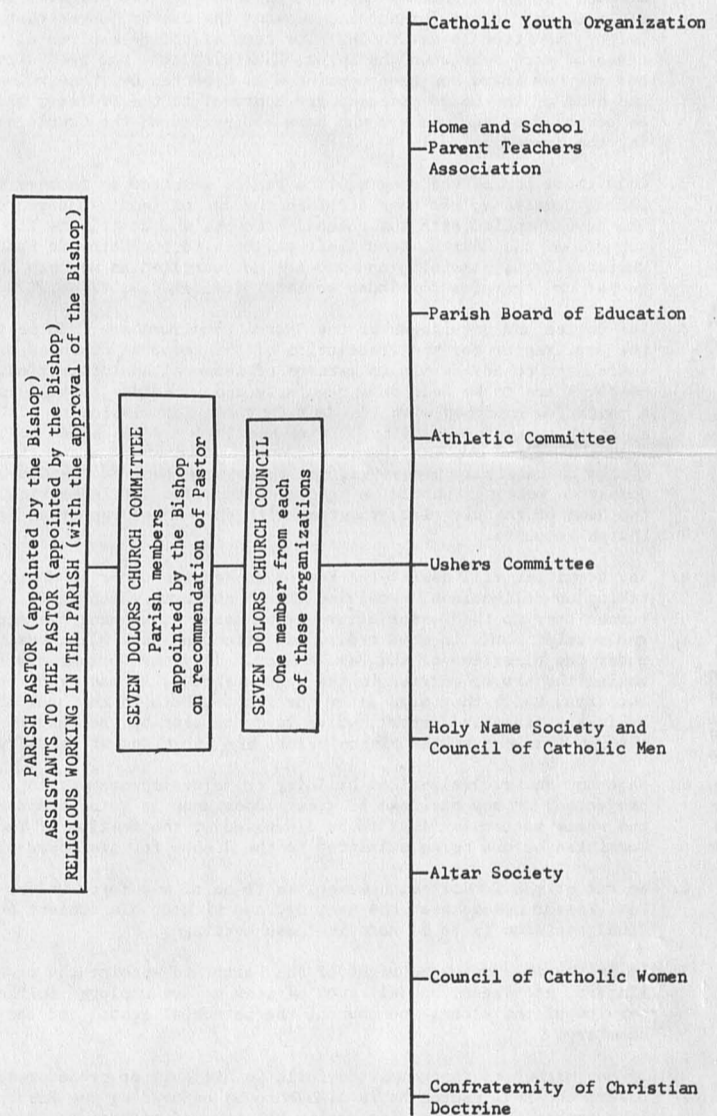 PARISH PASTOR (appointed by the Bishop)
ASSISTANTS TO THE PASTOR (appointed by the Bishop)
RELIGIOUS WORKING IN THE PARISH (with the approval of the Bishop)
SEVEN DOLORS CHURCH COMMITTEE
Parish members
appointed by the Bishop
on recommendation of Pastor
SEVEN DOLORS CHURCH COUNCIL
One member from each
of these organizations
Catholic Youth Organization
Home and School
Parent Teachers
Association
Parish Board of Education
Athletic Committee
Ushers Committee
Holy Name Society and
Council of Catholic Men
Altar Society
Council of Catholic Women
Confraternity of Christian
Doctrine